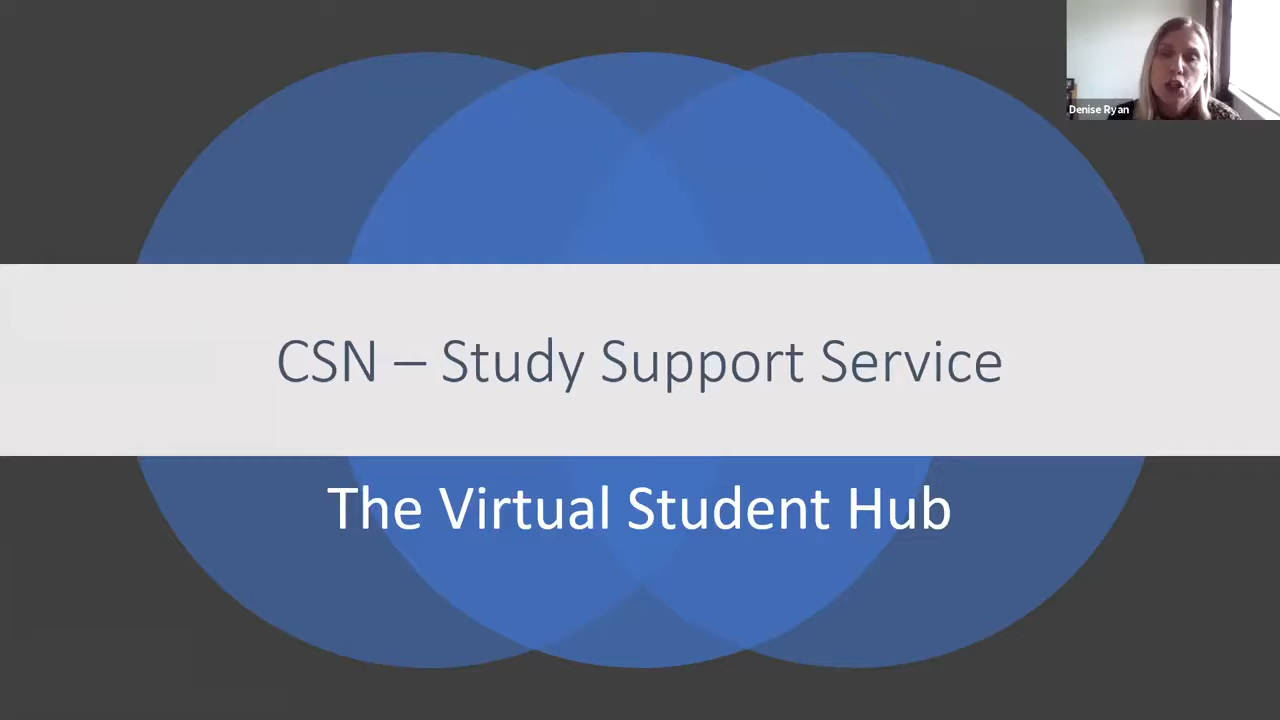 Denise Ryan
CSN – Study Support Service
The Virtual Student Hub